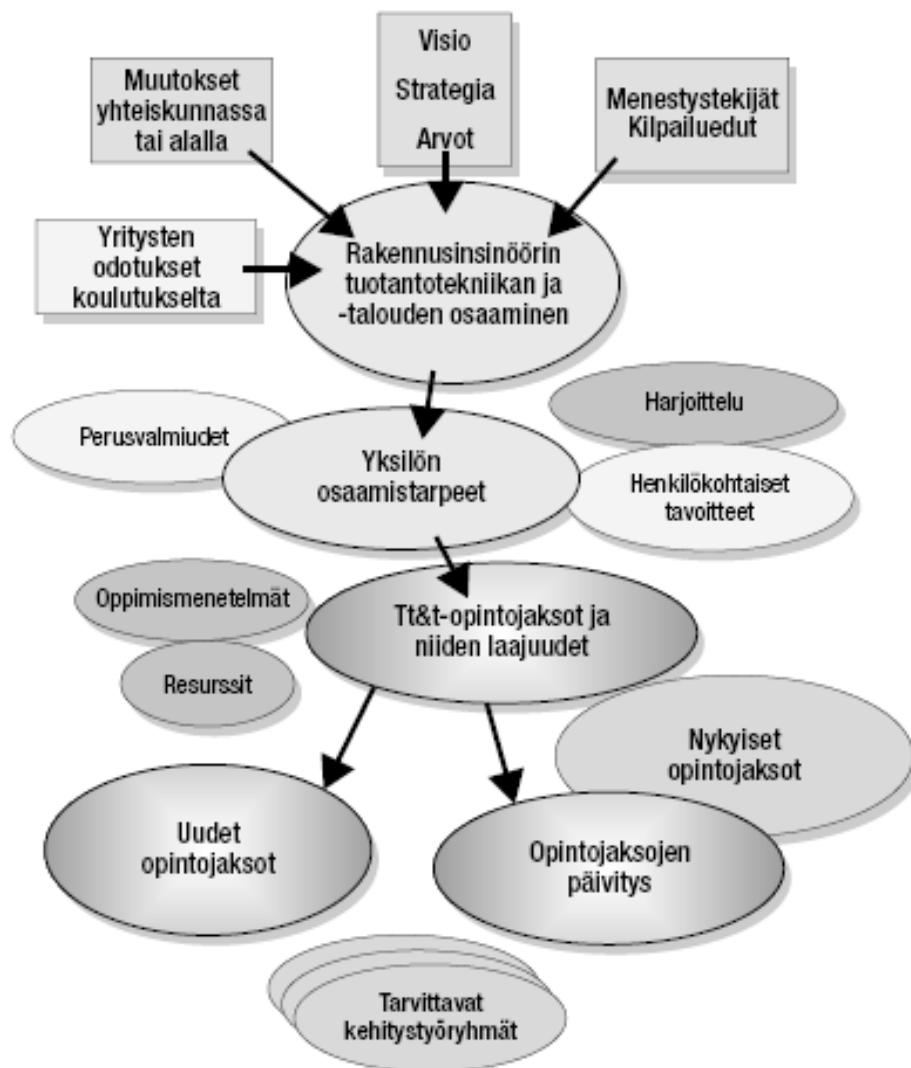 Visio
Strategia
Arvot
Muutokset
yhteiskunnassa
tai alalla
Menestystekijät
Kilpailuedut
Yritysten
odotukset
koulutukselta
Rakennusinsinöörin
tuotantotekniikan ja
-talouden osaaminen
Perusvalmiudet
Yksilön
osaamistarpeet
Harjoittelu
Henkilökohtaiset
tavoitteet
Oppimismenetelmät
Resurssit
Tt&t-opintojaksot ja
niiden laajuudet
Nykyiset
opintojaksot
Uudet
opintojaksot
Opintojaksojen
päivitys
Tarvittavat
kehitystyöryhmät